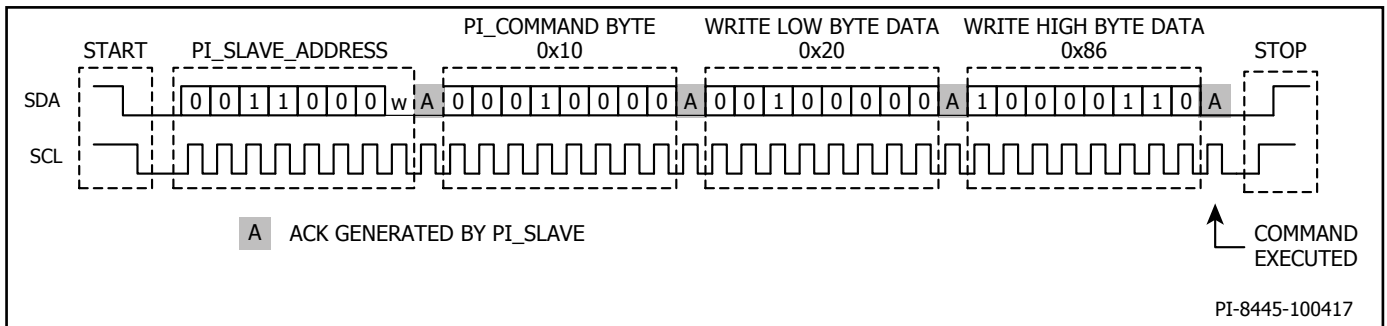 PI_COMMAND BYTE WRITE LOW BYTE DATA WRITE HIGH BYTE DATA
START PI_SLAVE_ADDRESS 0x10 0x20 0x86 STOP
SDA 0 0 1 1 0 0 0 w A 0 0 0 1 0 0 0 0 A 0 0 1 0 0 0 0 0 A 1 0 0 0 0 1 1 0 A
SCL
A ACK GENERATED BY PI_SLAVE COMMAND
EXECUTED
PI-8445-100417